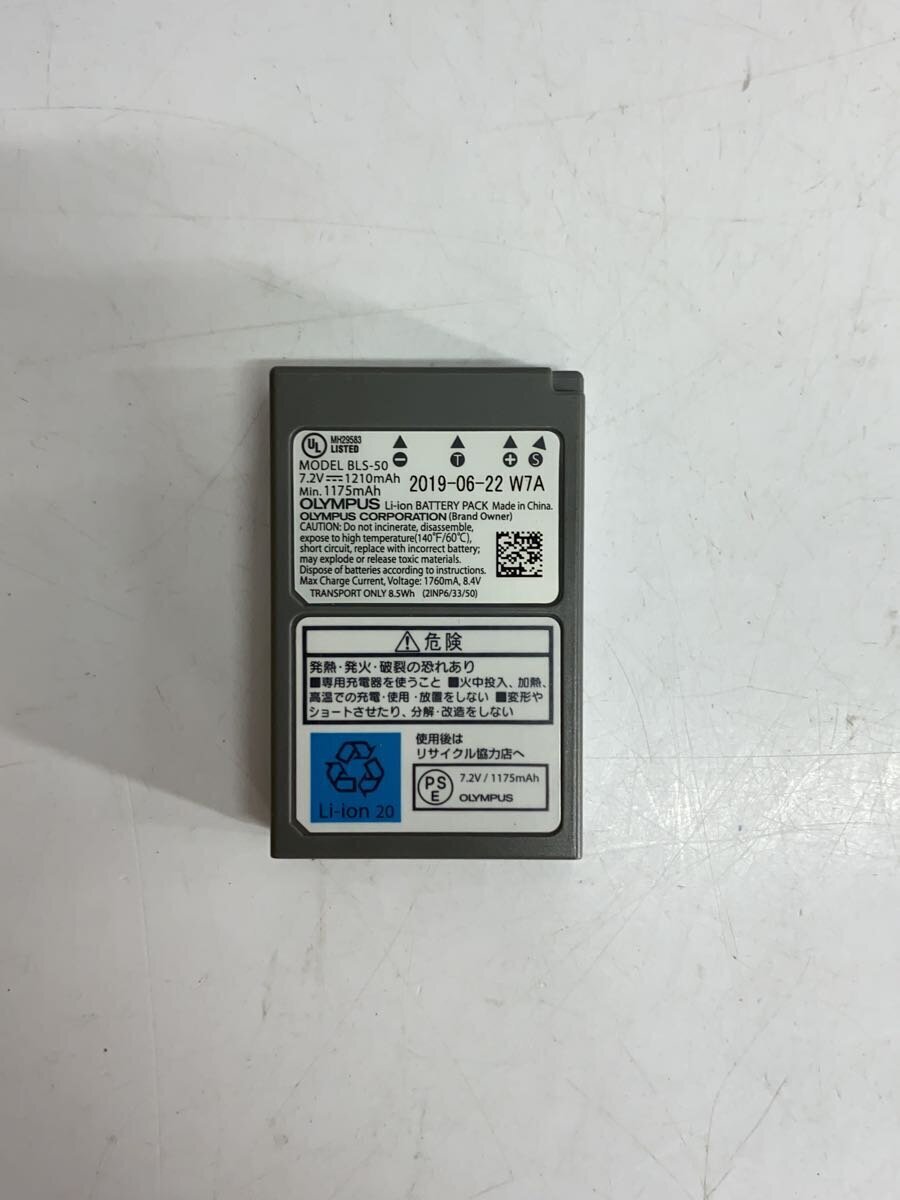 UL MH29583
LISTED
MODEL BLS-50
7.2V⎓1210mAh
Min. 1175mAh
− T + S
2019-06-22 W7A
OLYMPUS Li-ion BATTERY PACK Made in China.
OLYMPUS CORPORATION (Brand Owner)
CAUTION: Do not incinerate, disassemble,
expose to high temperature(140°F/60℃),
short circuit, replace with incorrect battery;
may explode or release toxic materials.
Dispose of batteries according to instructions.
Max Charge Current, Voltage: 1760mA, 8.4V
TRANSPORT ONLY 8.5Wh (2INP6/33/50)
危険
発熱・発火・破裂の恐れあり
■専用充電器を使うこと ■火中投入、加熱、
高温での充電・使用・放置をしない ■変形や
ショートさせたり、分解・改造をしない
使用後は
リサイクル協力店へ
Li-ion 20
PS
E
7.2V / 1175mAh
OLYMPUS